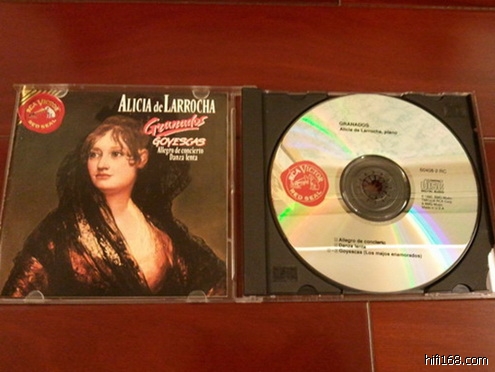 RCA VICTOR
RED SEAL
ALICIA de LARROCHA
Granados
GOYESCAS
Allegro de concierto
Danza lenta
GRANADOS
Alicia de Larrocha, piano
RCA VICTOR
RED SEAL
Allegro de concierto
Danza lenta
Goyescas (Los majos enamorados)
hifi168.com